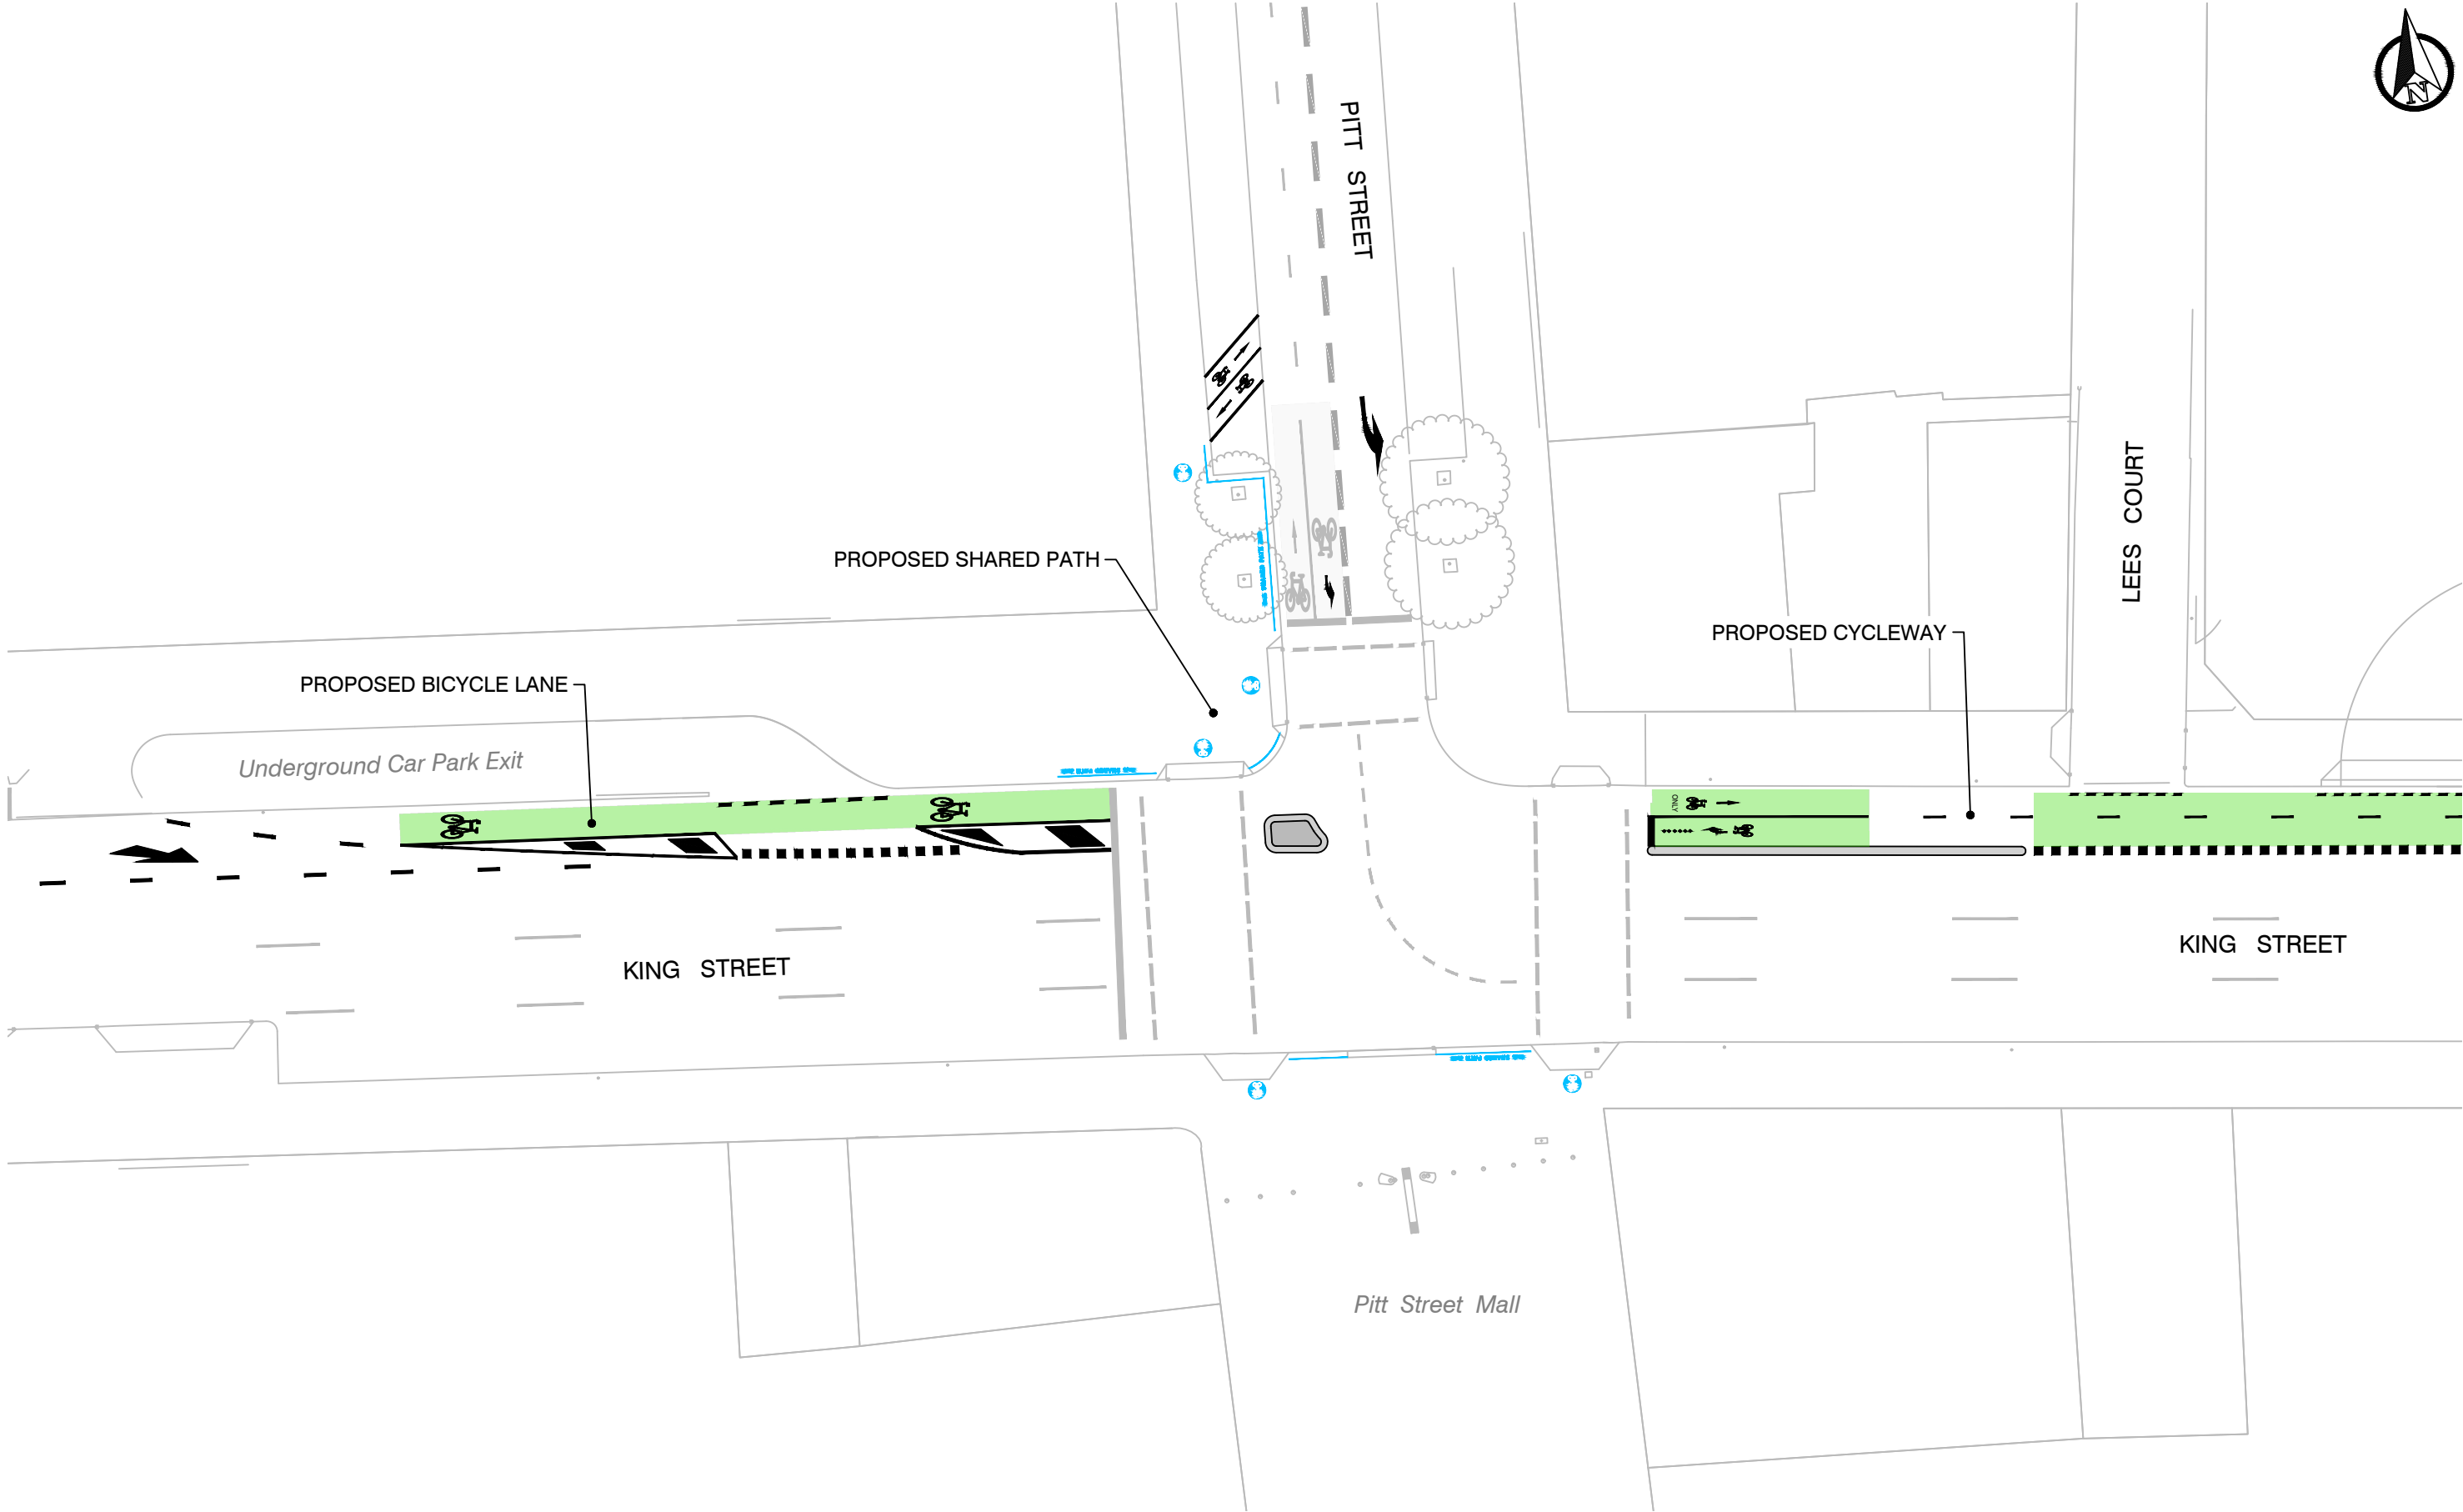 N
PITT STREET
PROPOSED SHARED PATH
LEES COURT
PROPOSED CYCLEWAY
PROPOSED BICYCLE LANE
Underground Car Park Exit
ONLY
KING STREET
KING STREET
Pitt Street Mall